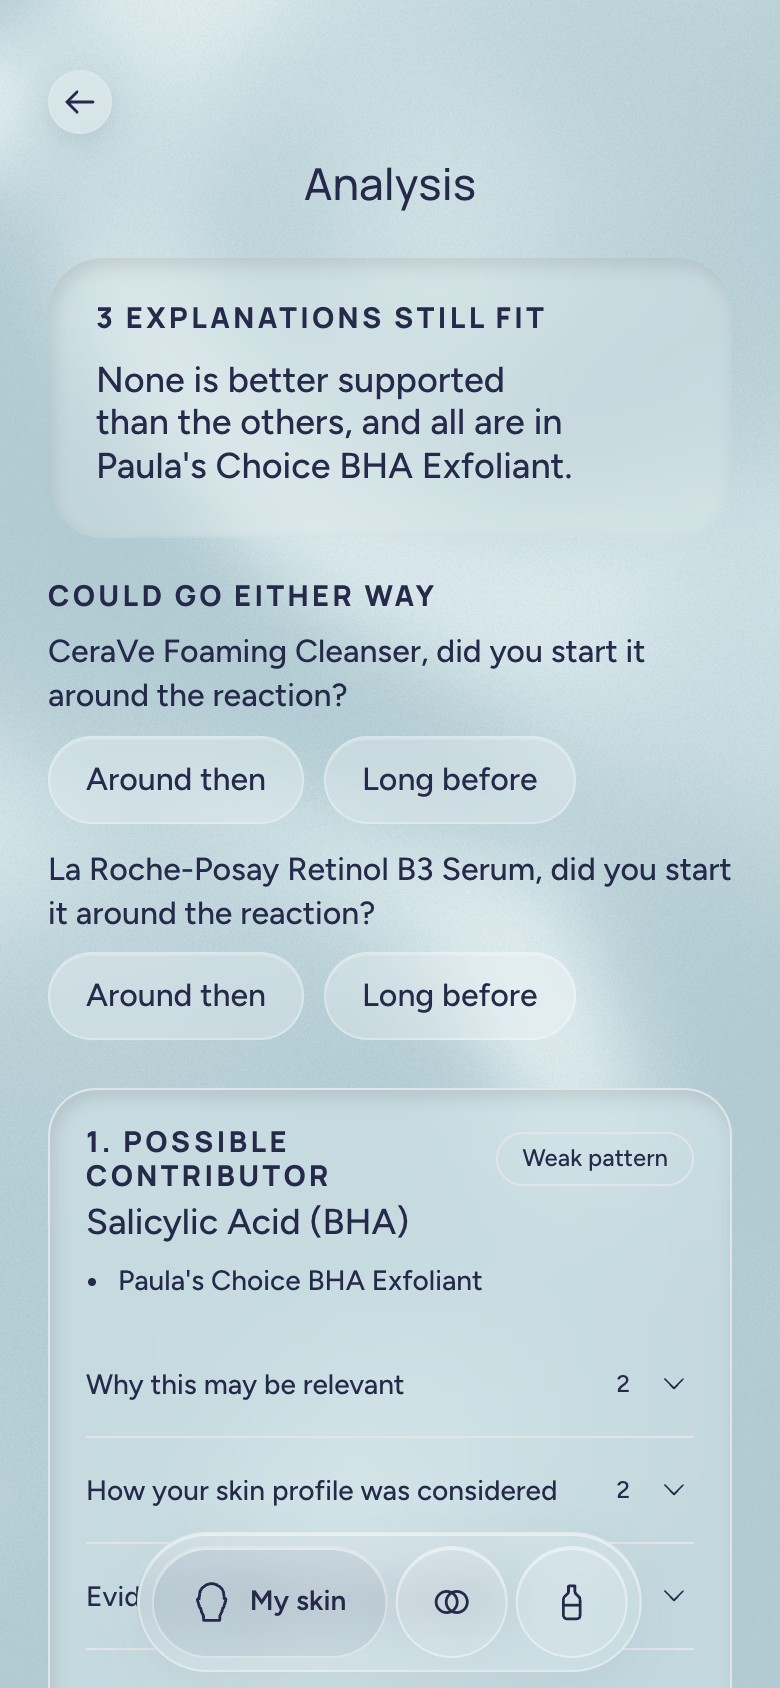 Analysis
3 EXPLANATIONS STILL FIT
None is better supported
than the others, and all are in
Paula's Choice BHA Exfoliant.
COULD GO EITHER WAY
CeraVe Foaming Cleanser, did you start it
around the reaction?
Around then
Long before
La Roche-Posay Retinol B3 Serum, did you start
it around the reaction?
Around then
Long before
1. POSSIBLE
CONTRIBUTOR
Weak pattern
Salicylic Acid (BHA)
• Paula's Choice BHA Exfoliant
Why this may be relevant 2
How your skin profile was considered 2
Evid
My skin